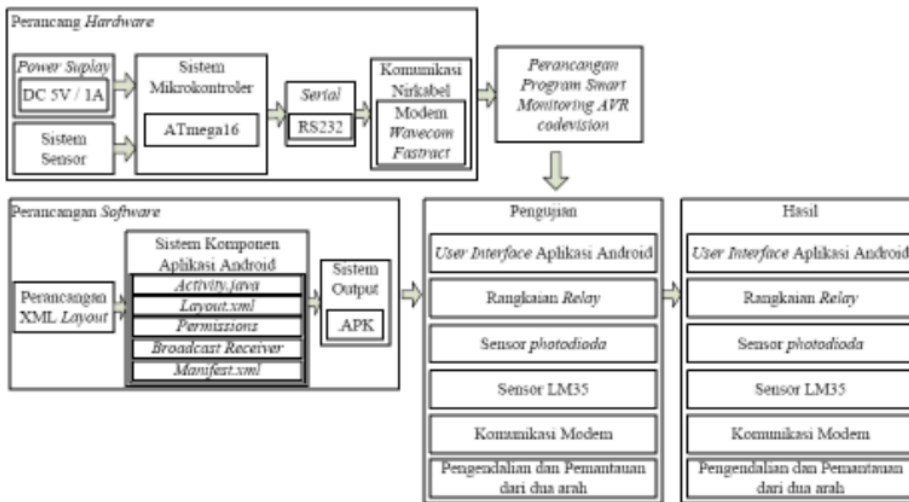 Perancang Hardware
Power Suplay
DC 5V / 1A
Sistem
Sensor
Sistem
Mikrokontroler
ATmega16
Serial
RS232
Komunikasi
Nirkabel
Modem
Wavecom
Fastract
Perancangan
Program Smart
Monitoring AVR
codevision
Perancangan Software
Perancangan
XML Layout
Sistem Komponen
Aplikasi Android
Activity.java
Layout.xml
Permissions
Broadcast Receiver
Manifest.xml
Sistem
Output
.APK
Pengujian
User Interface Aplikasi Android
Rangkaian Relay
Sensor photodioda
Sensor LM35
Komunikasi Modem
Pengendalian dan Pemantauan
dari dua arah
Hasil
User Interface Aplikasi Android
Rangkaian Relay
Sensor photodioda
Sensor LM35
Komunikasi Modem
Pengendalian dan Pemantauan
dari dua arah